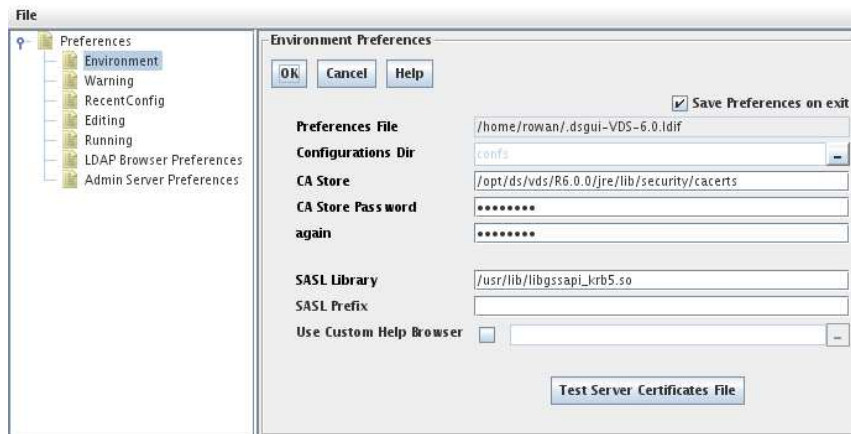 File
Preferences
Environment
Warning
RecentConfig
Editing
Running
LDAP Browser Preferences
Admin Server Preferences
Environment Preferences
OK Cancel Help
Save Preferences on exit
Preferences File /home/rowan/.dsgui-VDS-6.0.ldif
Configurations Dir confs ...
CA Store /opt/ds/vds/R6.0.0/jre/lib/security/cacerts
CA Store Password ●●●●●●●●
again ●●●●●●●●
SASL Library /usr/lib/libgssapi_krb5.so
SASL Prefix
Use Custom Help Browser ...
Test Server Certificates File